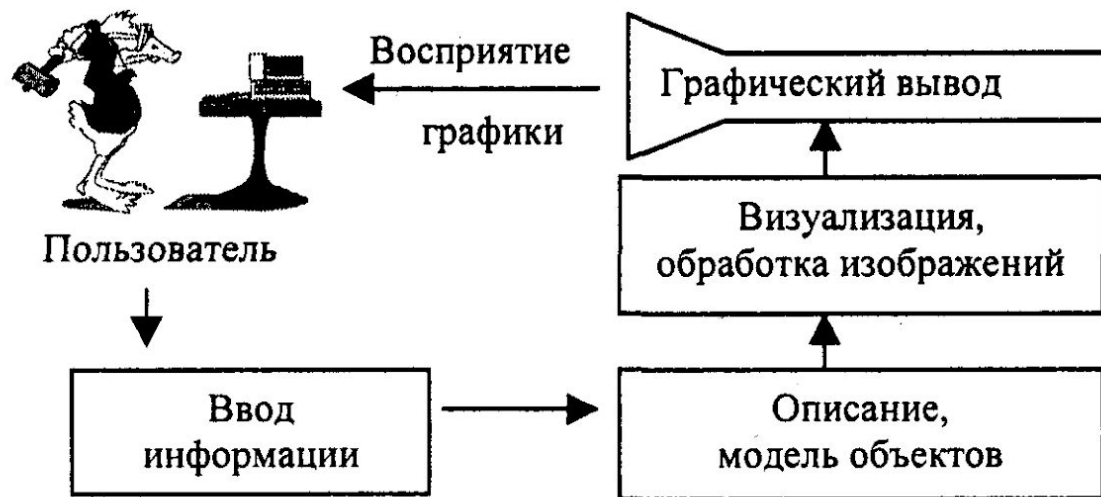 Восприятие
графики
Графический вывод
Пользователь
Визуализация,
обработка изображений
Ввод
информации
Описание,
модель объектов